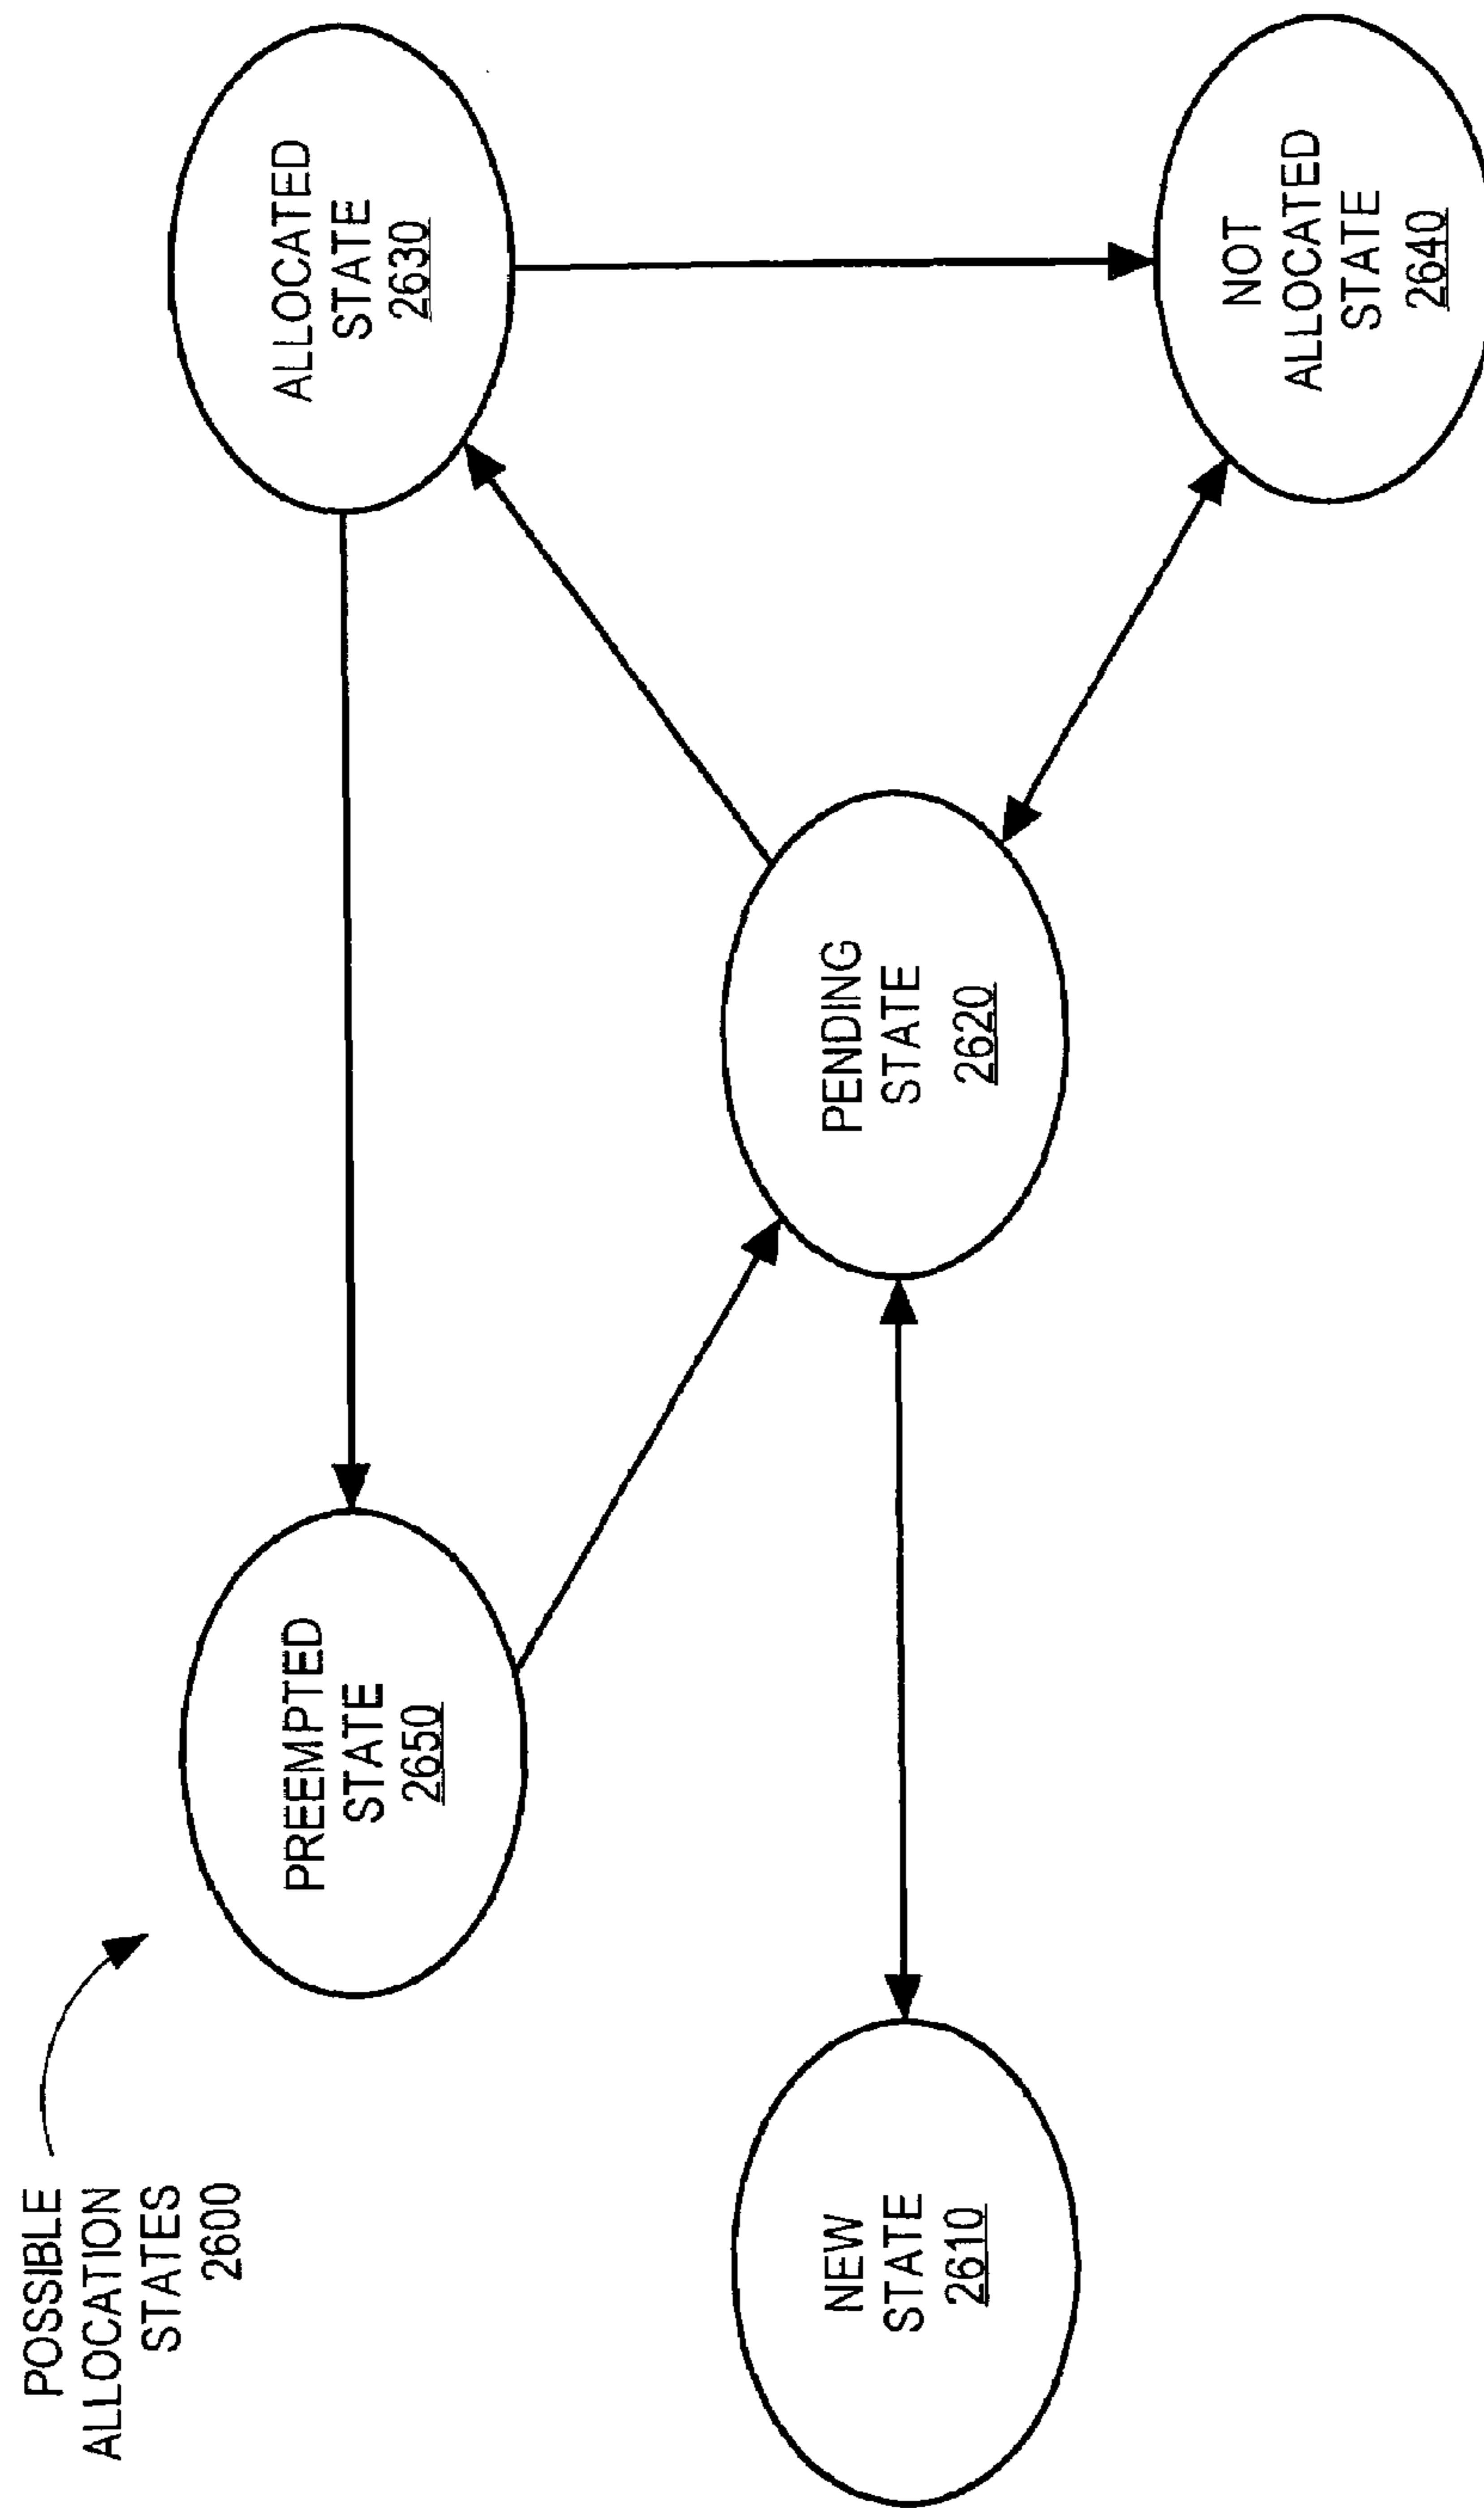 POSSIBLE
ALLOCATION
STATES
2600
PREEMPTED
STATE
2650
ALLOCATED
STATE
2630
NEW
STATE
2610
PENDING
STATE
2620
NOT
ALLOCATED
STATE
2640